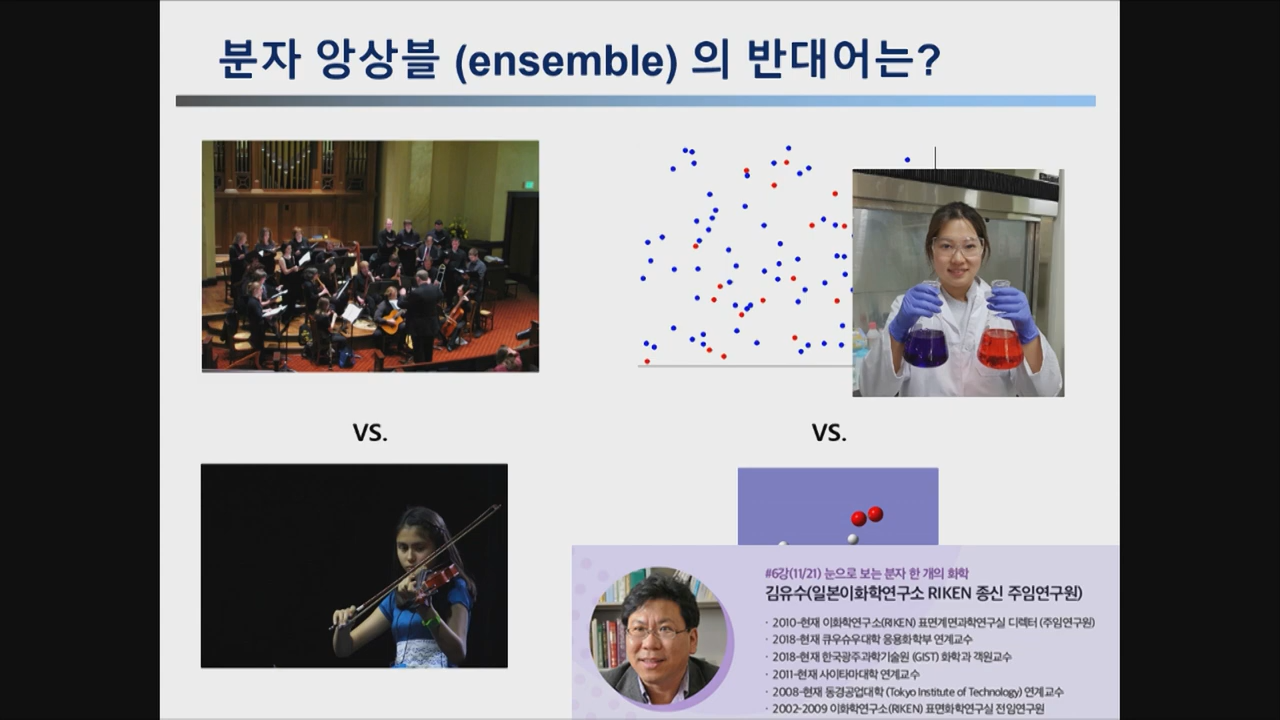 분자 앙상블 (ensemble) 의 반대어는?
VS.
VS.
#6강(11/21) 눈으로 보는 분자 한 개의 화학
김유수(일본이화학연구소 RIKEN 종신 주임연구원)
· 2010-현재 이화학연구소(RIKEN) 표면계면과학연구실 디렉터 (주임연구원)
· 2018-현재 큐우슈우대학 응용화학부 연계교수
· 2018-현재 한국광주과학기술원 (GIST) 화학과 객원교수
· 2011-현재 사이타마대학 연계교수
· 2008-현재 동경공업대학 (Tokyo Institute of Technology) 연계교수
· 2002-2009 이화학연구소(RIKEN) 표면화학연구실 전임연구원